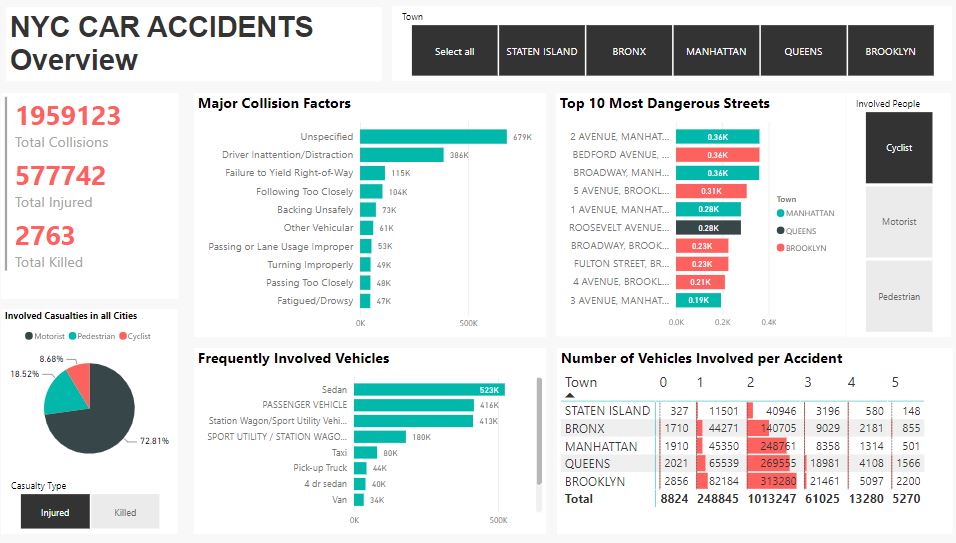 NYC CAR ACCIDENTS
Overview
Town
Select all
STATEN ISLAND
BRONX
MANHATTAN
QUEENS
BROOKLYN
1959123
Total Collisions
577742
Total Injured
2763
Total Killed
Major Collision Factors
Unspecified 679K
Driver Inattention/Distraction 386K
Failure to Yield Right-of-Way 115K
Following Too Closely 104K
Backing Unsafely 73K
Other Vehicular 61K
Passing or Lane Usage Improper 53K
Turning Improperly 49K
Passing Too Closely 48K
Fatigued/Drowsy 47K
0K 500K
Top 10 Most Dangerous Streets
2 AVENUE, MANHAT... 0.36K
BEDFORD AVENUE, ... 0.36K
BROADWAY, MANH... 0.36K
5 AVENUE, BROOKL... 0.31K
1 AVENUE, MANHAT... 0.28K
ROOSEVELT AVENUE... 0.28K
BROADWAY, BROOK... 0.23K
FULTON STREET, BR... 0.23K
4 AVENUE, BROOKL... 0.21K
3 AVENUE, MANHAT... 0.19K
0.0K 0.2K 0.4K
Town
MANHATTAN
QUEENS
BROOKLYN
Involved People
Cyclist
Motorist
Pedestrian
Involved Casualties in all Cities
Motorist Pedestrian Cyclist
8.68%
18.52%
72.81%
Casualty Type
Injured
Killed
Frequently Involved Vehicles
Sedan 523K
PASSENGER VEHICLE 416K
Station Wagon/Sport Utility Vehi... 413K
SPORT UTILITY / STATION WAGO... 180K
Taxi 80K
Pick-up Truck 44K
4 dr sedan 40K
Van 34K
0K 500K
Number of Vehicles Involved per Accident
Town 0 1 2 3 4 5
STATEN ISLAND 327 11501 40946 3196 580 148
BRONX 1710 44271 140705 9029 2181 855
MANHATTAN 1910 45350 248761 8358 1314 501
QUEENS 2021 65539 269555 18981 4108 1566
BROOKLYN 2856 82184 313280 21461 5097 2200
Total 8824 248845 1013247 61025 13280 5270